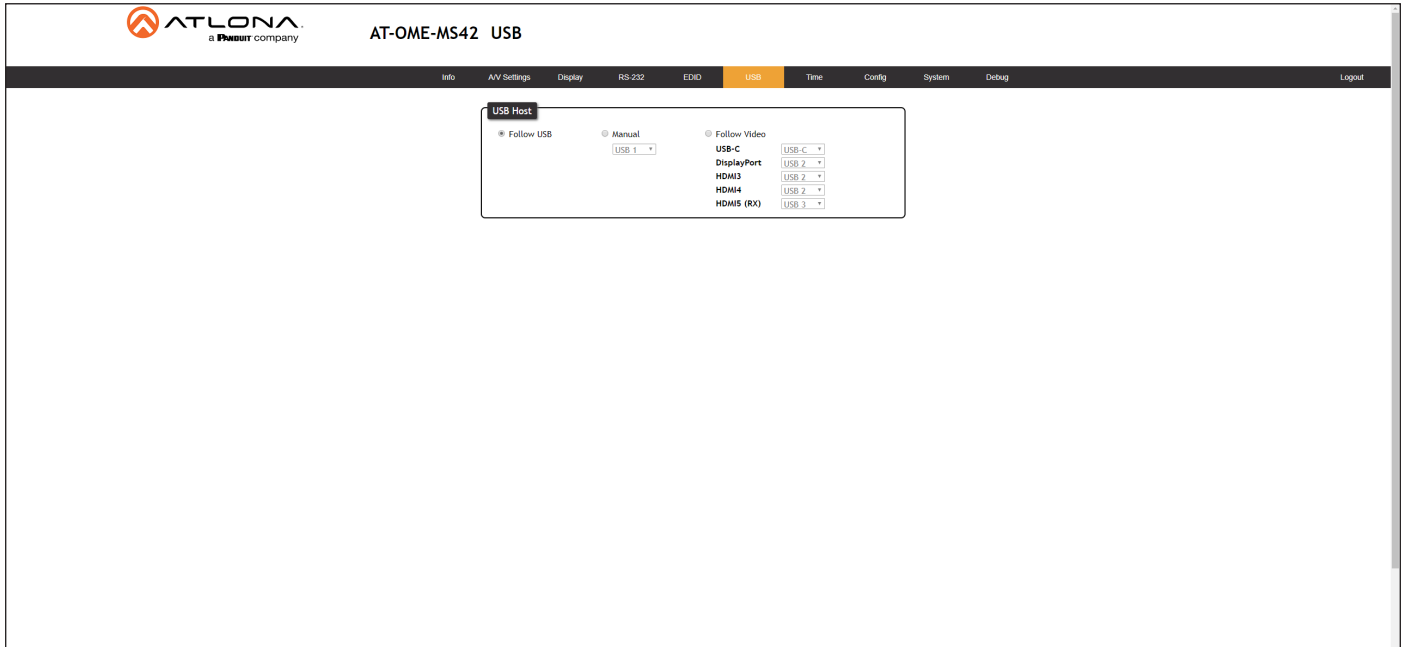 ATLONA.
a PANDUIT company
AT-OME-MS42 USB
Info A/V Settings Display RS-232 EDID USB Time Config System Debug Logout
USB Host
Follow USB Manual Follow Video
USB 1 USB-C USB-C
DisplayPort USB 2
HDMI3 USB 2
HDMI4 USB 2
HDMI5 (RX) USB 3